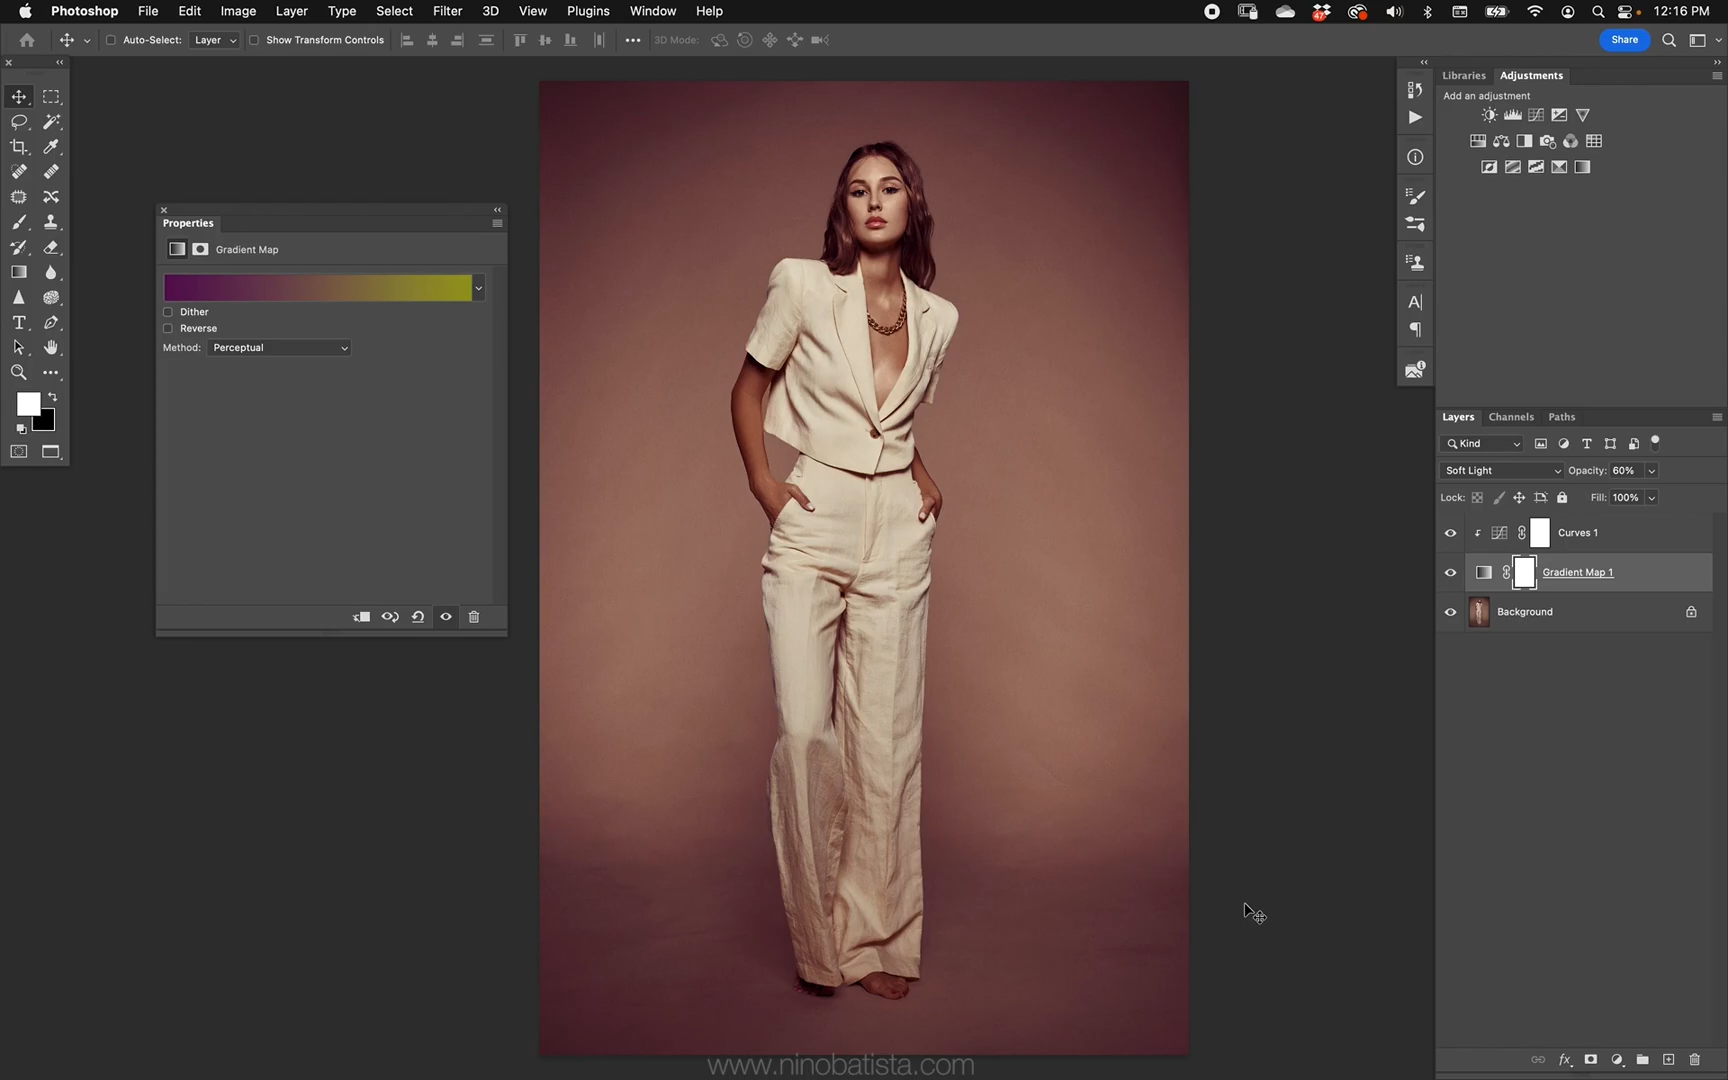 Photoshop File Edit Image Layer Type Select Filter 3D View Plugins Window Help 47 12:16 PM
Auto-Select: Layer Show Transform Controls 3D Mode: Share
Libraries Adjustments
Add an adjustment
Properties
Gradient Map
Dither
Reverse
Method: Perceptual
Layers Channels Paths
Kind
Soft Light Opacity: 60%
Lock: Fill: 100%
Curves 1
Gradient Map 1
Background
fx
www.ninobatista.com